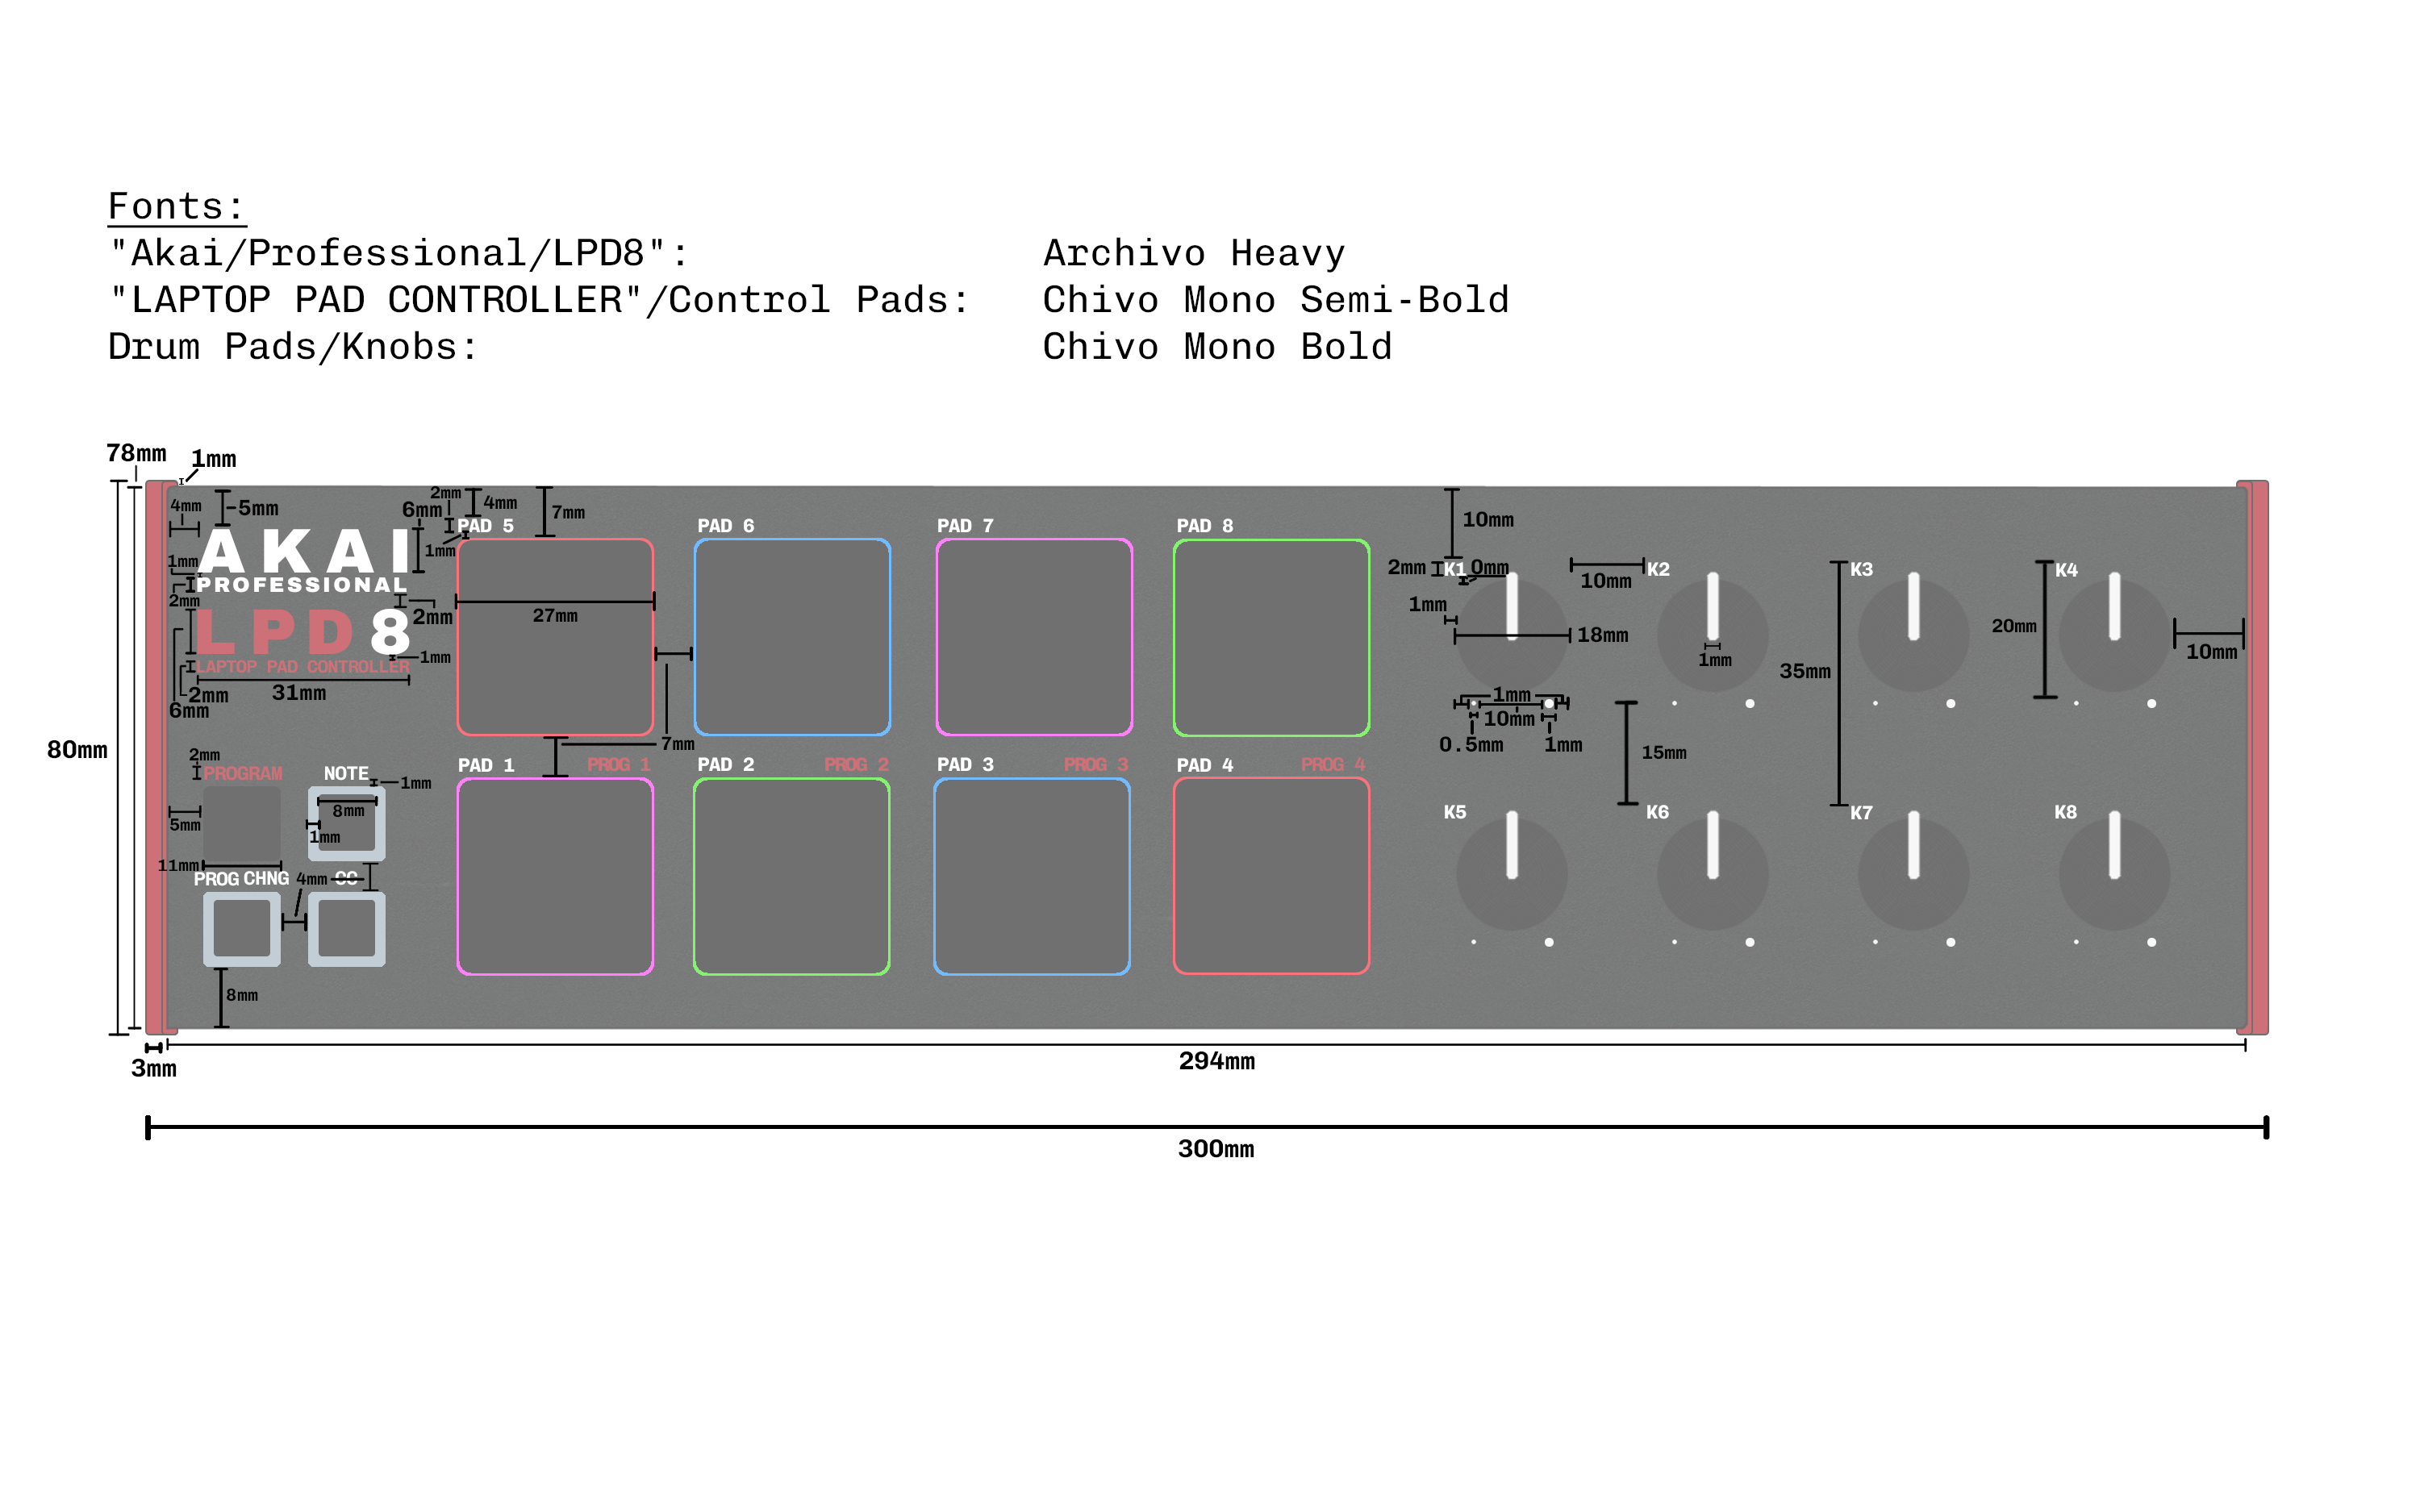 Fonts:
"Akai/Professional/LPD8": Archivo Heavy
"LAPTOP PAD CONTROLLER"/Control Pads: Chivo Mono Semi-Bold
Drum Pads/Knobs: Chivo Mono Bold
78mm
1mm
4mm
5mm
6mm
2mm
4mm
7mm
10mm
PAD 5
PAD 6
PAD 7
PAD 8
1mm
AKAI
1mm
PROFESSIONAL
2mm
2mm
LPD8
1mm
LAPTOP PAD CONTROLLER
31mm
2mm
6mm
27mm
7mm
2mm
K1
0mm
10mm
K2
K3
K4
1mm
18mm
1mm
35mm
20mm
10mm
1mm
10mm
0.5mm
1mm
15mm
80mm
2mm
PROGRAM
NOTE
1mm
8mm
1mm
5mm
11mm
PROG CHNG
4mm
CC
8mm
PAD 1
PROG 1
PAD 2
PROG 2
PAD 3
PROG 3
PAD 4
PROG 4
K5
K6
K7
K8
3mm
294mm
300mm